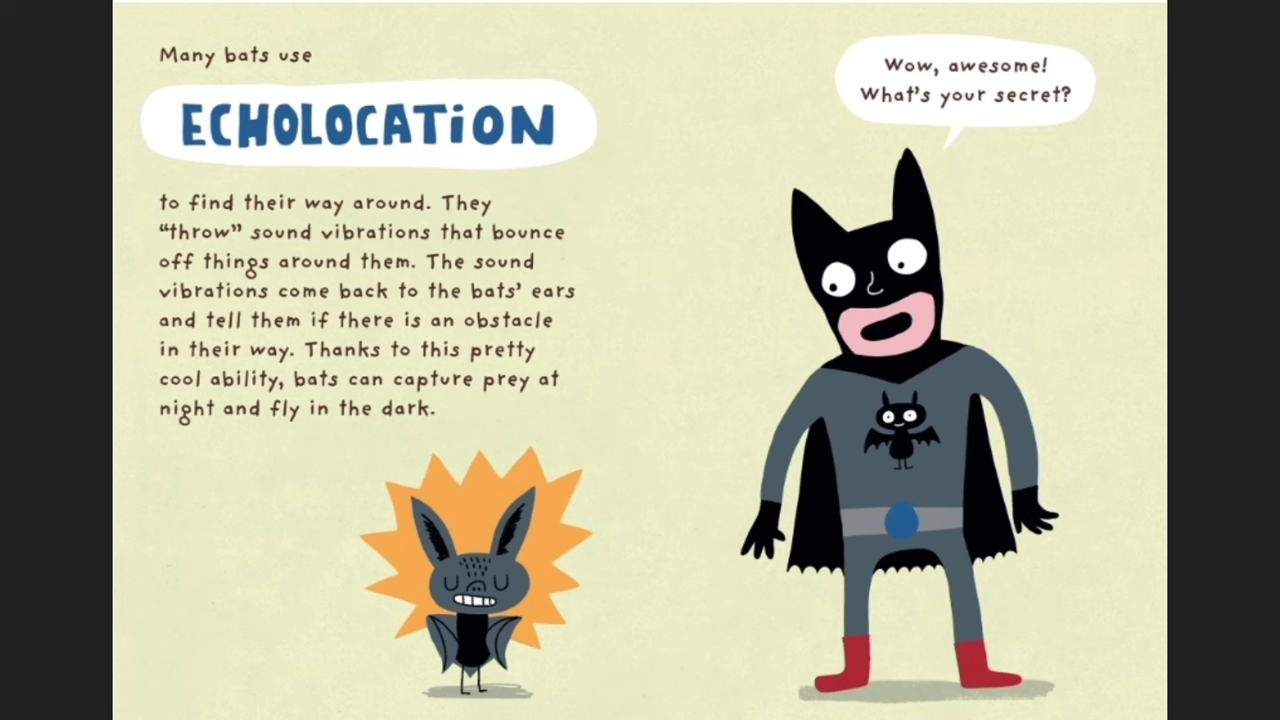 Many bats use
ECHOLOCATiON
to find their way around. They
“throw” sound vibrations that bounce
off things around them. The sound
vibrations come back to the bats’ ears
and tell them if there is an obstacle
in their way. Thanks to this pretty
cool ability, bats can capture prey at
night and fly in the dark.
Wow, awesome!
What’s your secret?